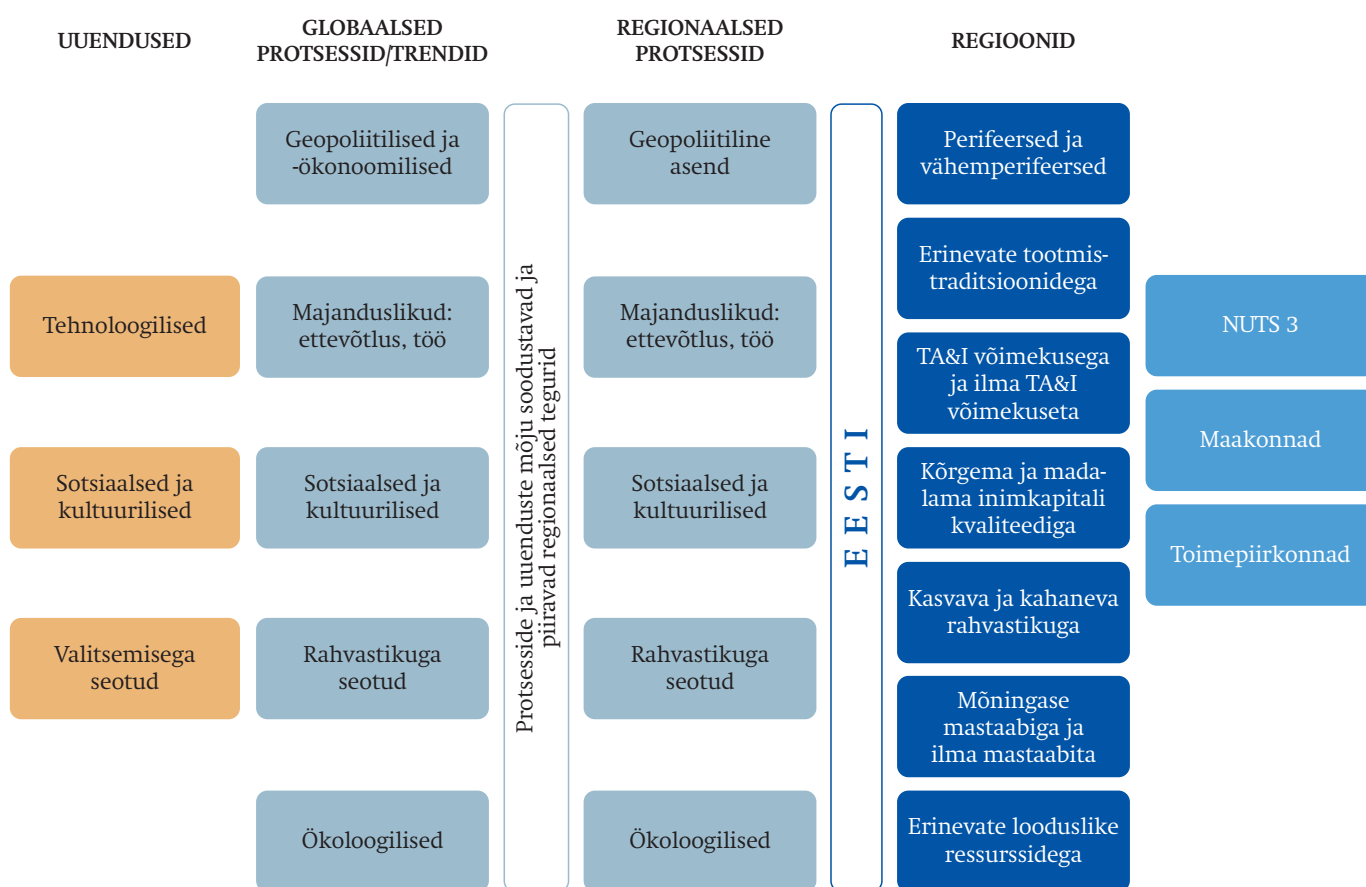 UUENDUSED
GLOBAALSED
PROTSESSID/TRENDID
REGIONAALSED
PROTSESSID
REGIOONID
Tehnoloogilised
Sotsiaalsed ja
kultuurilised
Valitsemisega
seotud
Geopoliitilised ja
-ökonoomilised
Majanduslikud:
ettevõtlus, töö
Sotsiaalsed ja
kultuurilised
Rahvastikuga
seotud
Ökoloogilised
Protsesside ja uuenduste mõju soodustavad ja
piiravad regionaalsed tegurid
Geopoliitiline
asend
Majanduslikud:
ettevõtlus, töö
Sotsiaalsed ja
kultuurilised
Rahvastikuga
seotud
Ökoloogilised
EESTI
Perifeersed ja
vähemperifeersed
Erinevate tootmis-
traditsioonidega
TA&I võimekusega
ja ilma TA&I
võimekuseta
Kõrgema ja mada-
lama inimkapitali
kvaliteediga
Kasvava ja kahaneva
rahvastikuga
Mõningase
mastaabiga ja
ilma mastaabita
Erinevate looduslike
ressurssidega
NUTS 3
Maakonnad
Toimepiirkonnad